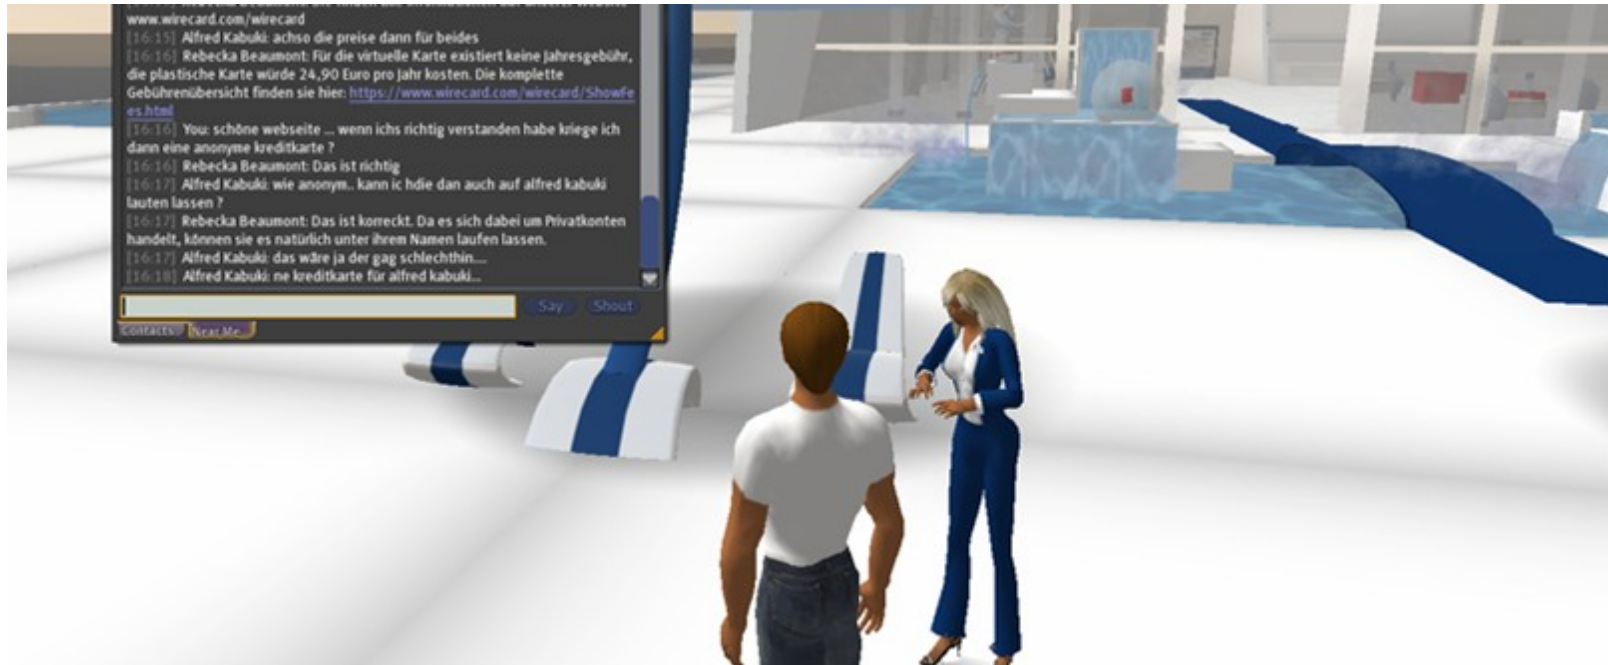 www.wirecard.com/wirecard
[16:15] Alfred Kabuki: achso die preise dann für beides
[16:16] Rebecka Beaumont: Für die virtuelle Karte existiert keine Jahresgebühr,
die plastische Karte würde 24,90 Euro pro Jahr kosten. Die komplette
Gebührenübersicht finden sie hier: https://www.wirecard.com/wirecard/ShowFe
es.html
[16:16] You: schöne webseite ... wenn ichs richtig verstanden habe kriege ich
dann eine anonyme kreditkarte ?
[16:16] Rebecka Beaumont: Das ist richtig
[16:17] Alfred Kabuki: wie anonym.. kann ic hdie dan auch auf alfred kabuki
lauten lassen ?
[16:17] Rebecka Beaumont: Das ist korreckt. Da es sich dabei um Privatkonten
handelt, können sie es natürlich unter ihrem Namen laufen lassen.
[16:17] Alfred Kabuki: das wäre ja der gag schlechthin....
[16:18] Alfred Kabuki: ne kreditkarte für alfred kabuki...
Say Shout
Contacts Near Me